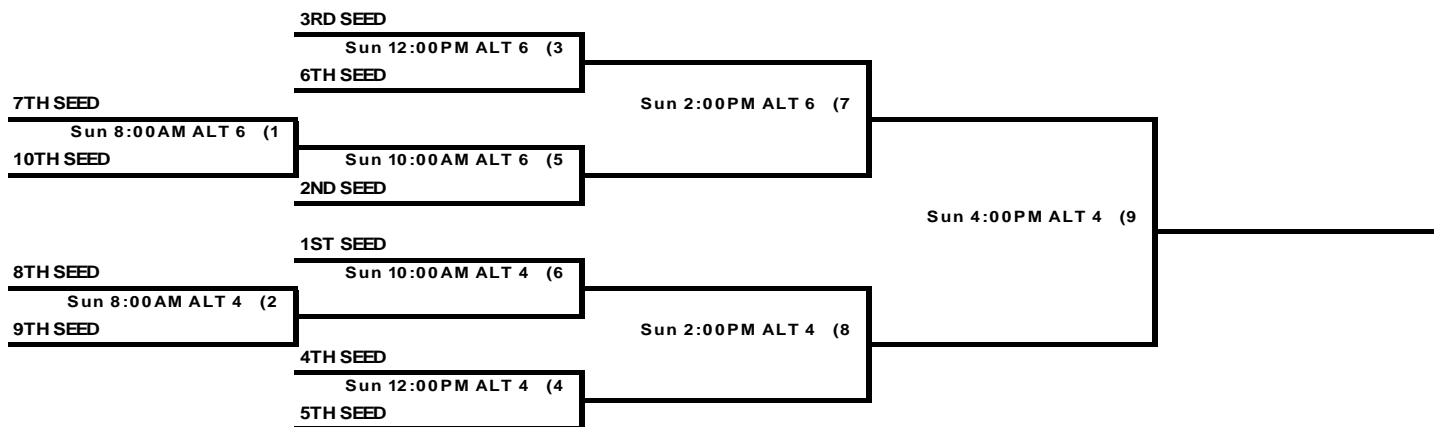 3RD SEED
Sun 12:00PM ALT 6 (3
6TH SEED
7TH SEED
Sun 2:00PM ALT 6 (7
Sun 8:00AM ALT 6 (1
10TH SEED
Sun 10:00AM ALT 6 (5
2ND SEED
Sun 4:00PM ALT 4 (9
1ST SEED
8TH SEED
Sun 10:00AM ALT 4 (6
Sun 8:00AM ALT 4 (2
9TH SEED
Sun 2:00PM ALT 4 (8
4TH SEED
Sun 12:00PM ALT 4 (4
5TH SEED